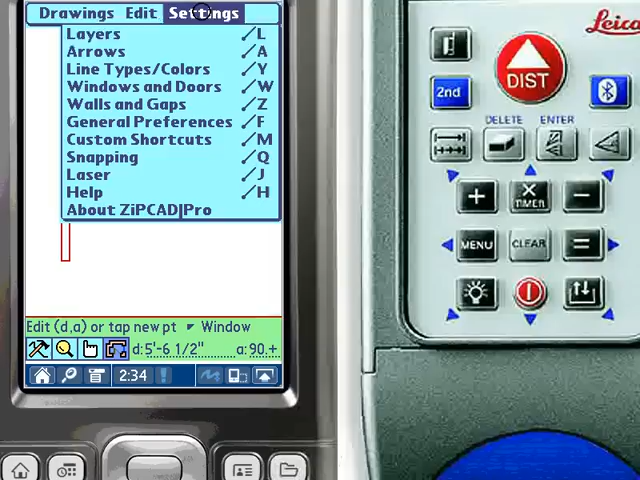 Drawings Edit Settings
Layers ⁄L
Arrows ⁄A
Line Types/Colors ⁄Y
Windows and Doors ⁄W
Walls and Gaps ⁄Z
General Preferences ⁄F
Custom Shortcuts ⁄M
Snapping ⁄Q
Laser ⁄J
Help ⁄H
About ZiPCAD|Pro
Edit (d,a) or tap new pt Window
d:5'-6 1/2" a:90.+
2:34
Leica
DIST
2nd
DELETE ENTER
+ × TIMER −
MENU CLEAR =